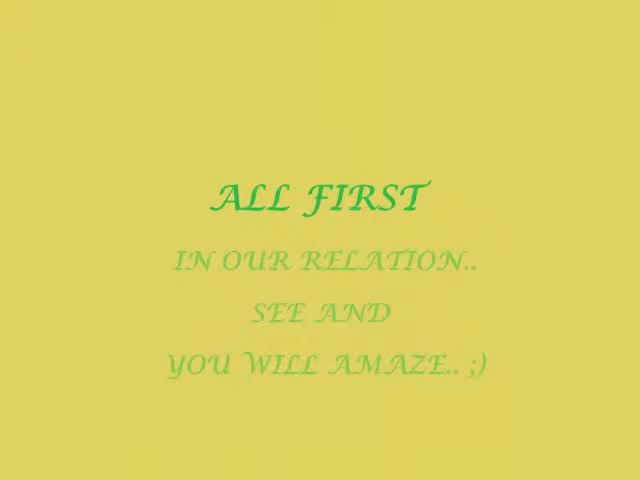 ALL FIRST
IN OUR RELATION..
SEE AND
YOU WILL AMAZE.. ;)